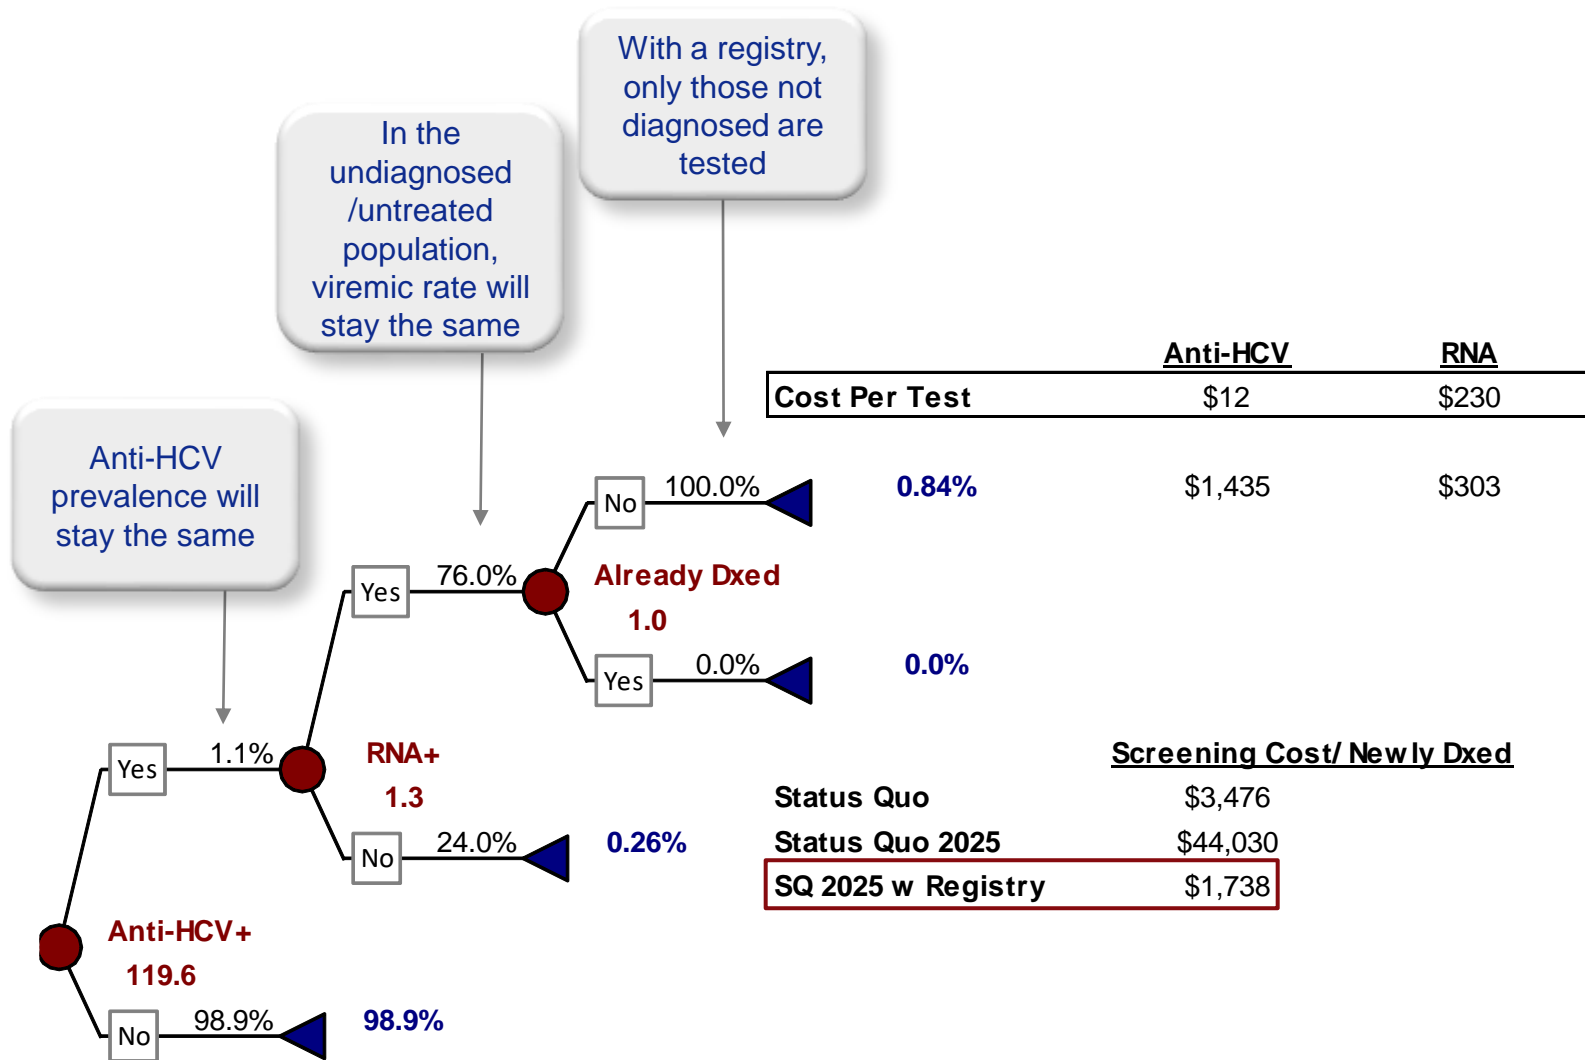 With a registry,
only those not
diagnosed are
tested
In the
undiagnosed
/untreated
population,
viremic rate will
stay the same
Anti-HCV
prevalence will
stay the same
Anti-HCV RNA
Cost Per Test $12 $230
No 100.0% 0.84% $1,435 $303
Yes 76.0% Already Dxed
1.0
Yes 0.0% 0.0%
Yes 1.1% RNA+
1.3
No 24.0% 0.26%
Screening Cost/ Newly Dxed
Status Quo $3,476
Status Quo 2025 $44,030
SQ 2025 w Registry $1,738
Anti-HCV+
119.6
No 98.9% 98.9%